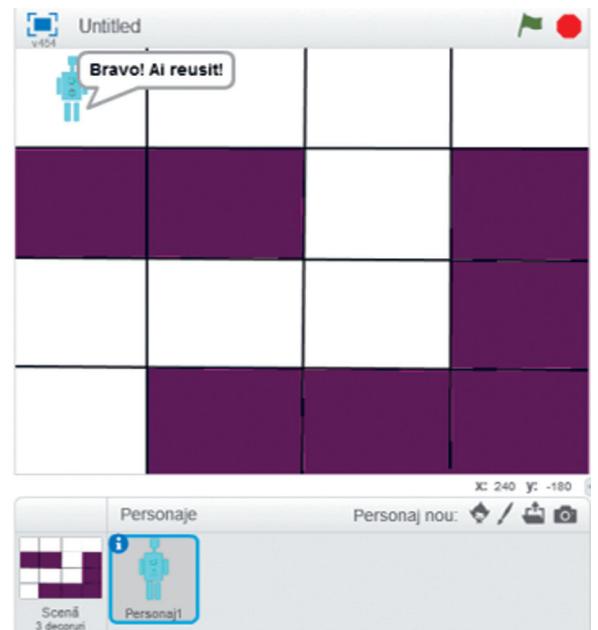 Untitled
v454
Bravo! Ai reusit!
x: 240 y: -180
Personaje
Personaj nou:
Scenă
3 decoruri
Personaj1